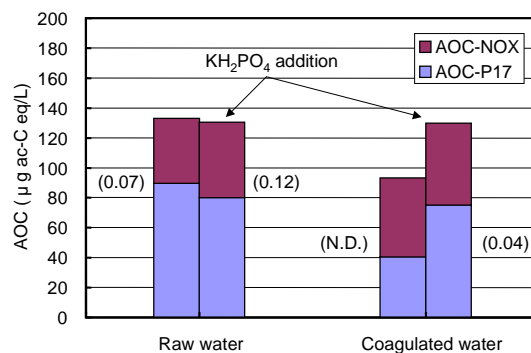 200
180
160
140
120
100
80
60
40
20
0
AOC ( μ g ac-C eq/L)
AOC-NOX
AOC-P17
KH₂PO₄ addition
(0.07)
(0.12)
(N.D.)
(0.04)
Raw water
Coagulated water